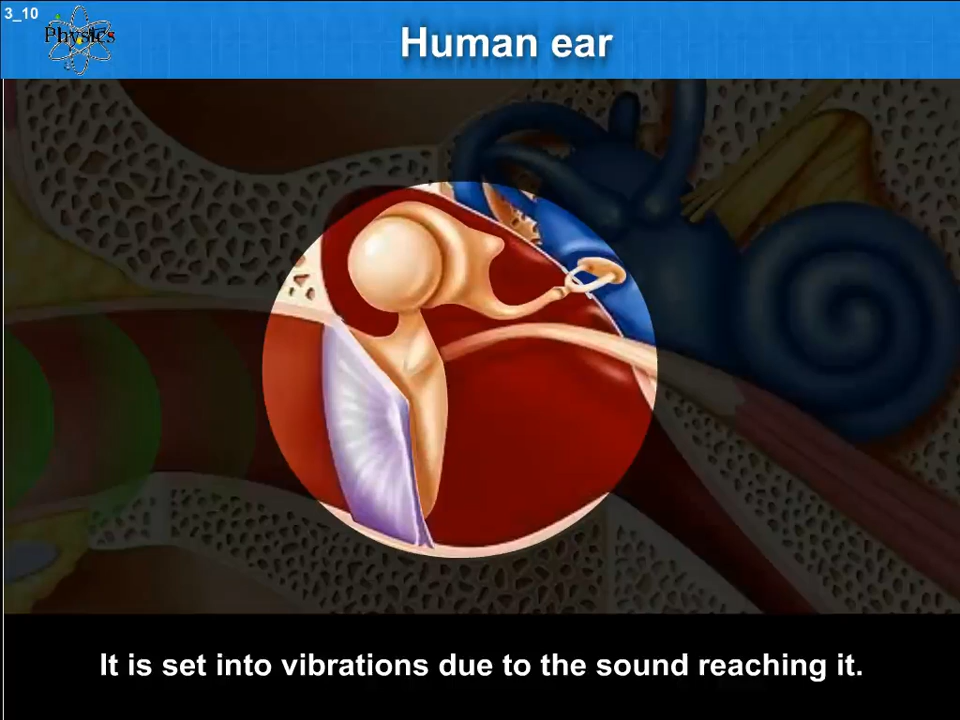 3_10
Physics
Human ear
It is set into vibrations due to the sound reaching it.